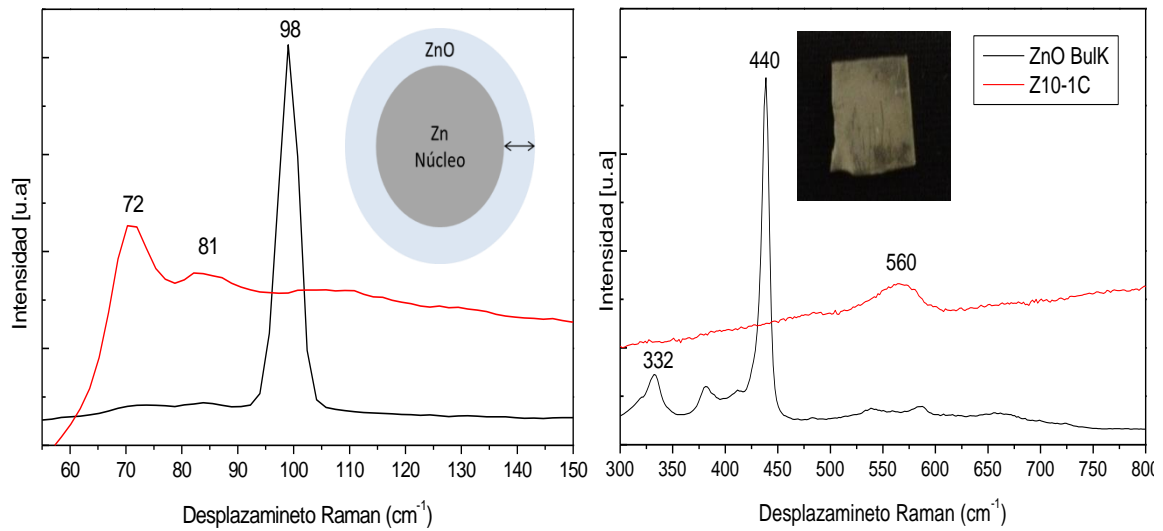 98
ZnO
Zn
Núcleo
72
81
Intensidad [u.a]
60 70 80 90 100 110 120 130 140 150
Desplazamineto Raman (cm-1)
440
ZnO BulK
Z10-1C
560
332
Intensidad [u.a]
300 350 400 450 500 550 600 650 700 750 800
Desplazamineto Raman (cm-1)